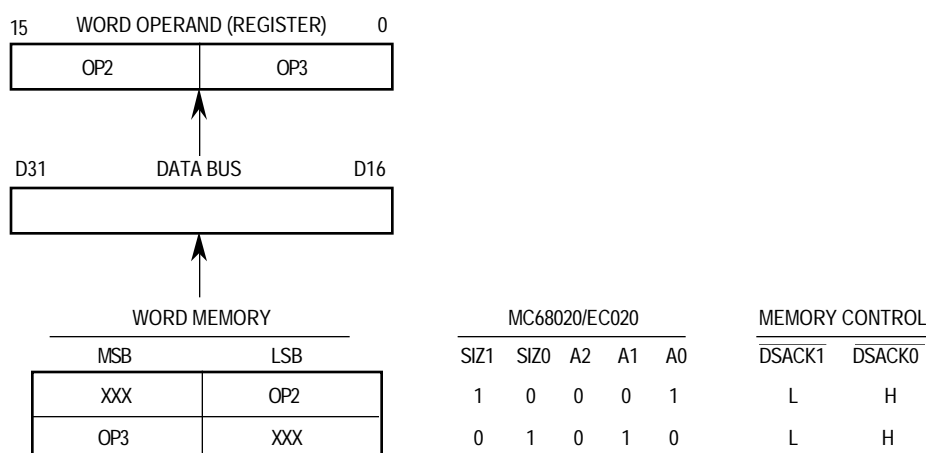 15 WORD OPERAND (REGISTER) 0
OP2 OP3
D31 DATA BUS D16
WORD MEMORY MC68020/EC020 MEMORY CONTROL
MSB LSB SIZ1 SIZ0 A2 A1 A0 DSACK1 DSACK0
XXX OP2 1 0 0 0 1 L H
OP3 XXX 0 1 0 1 0 L H